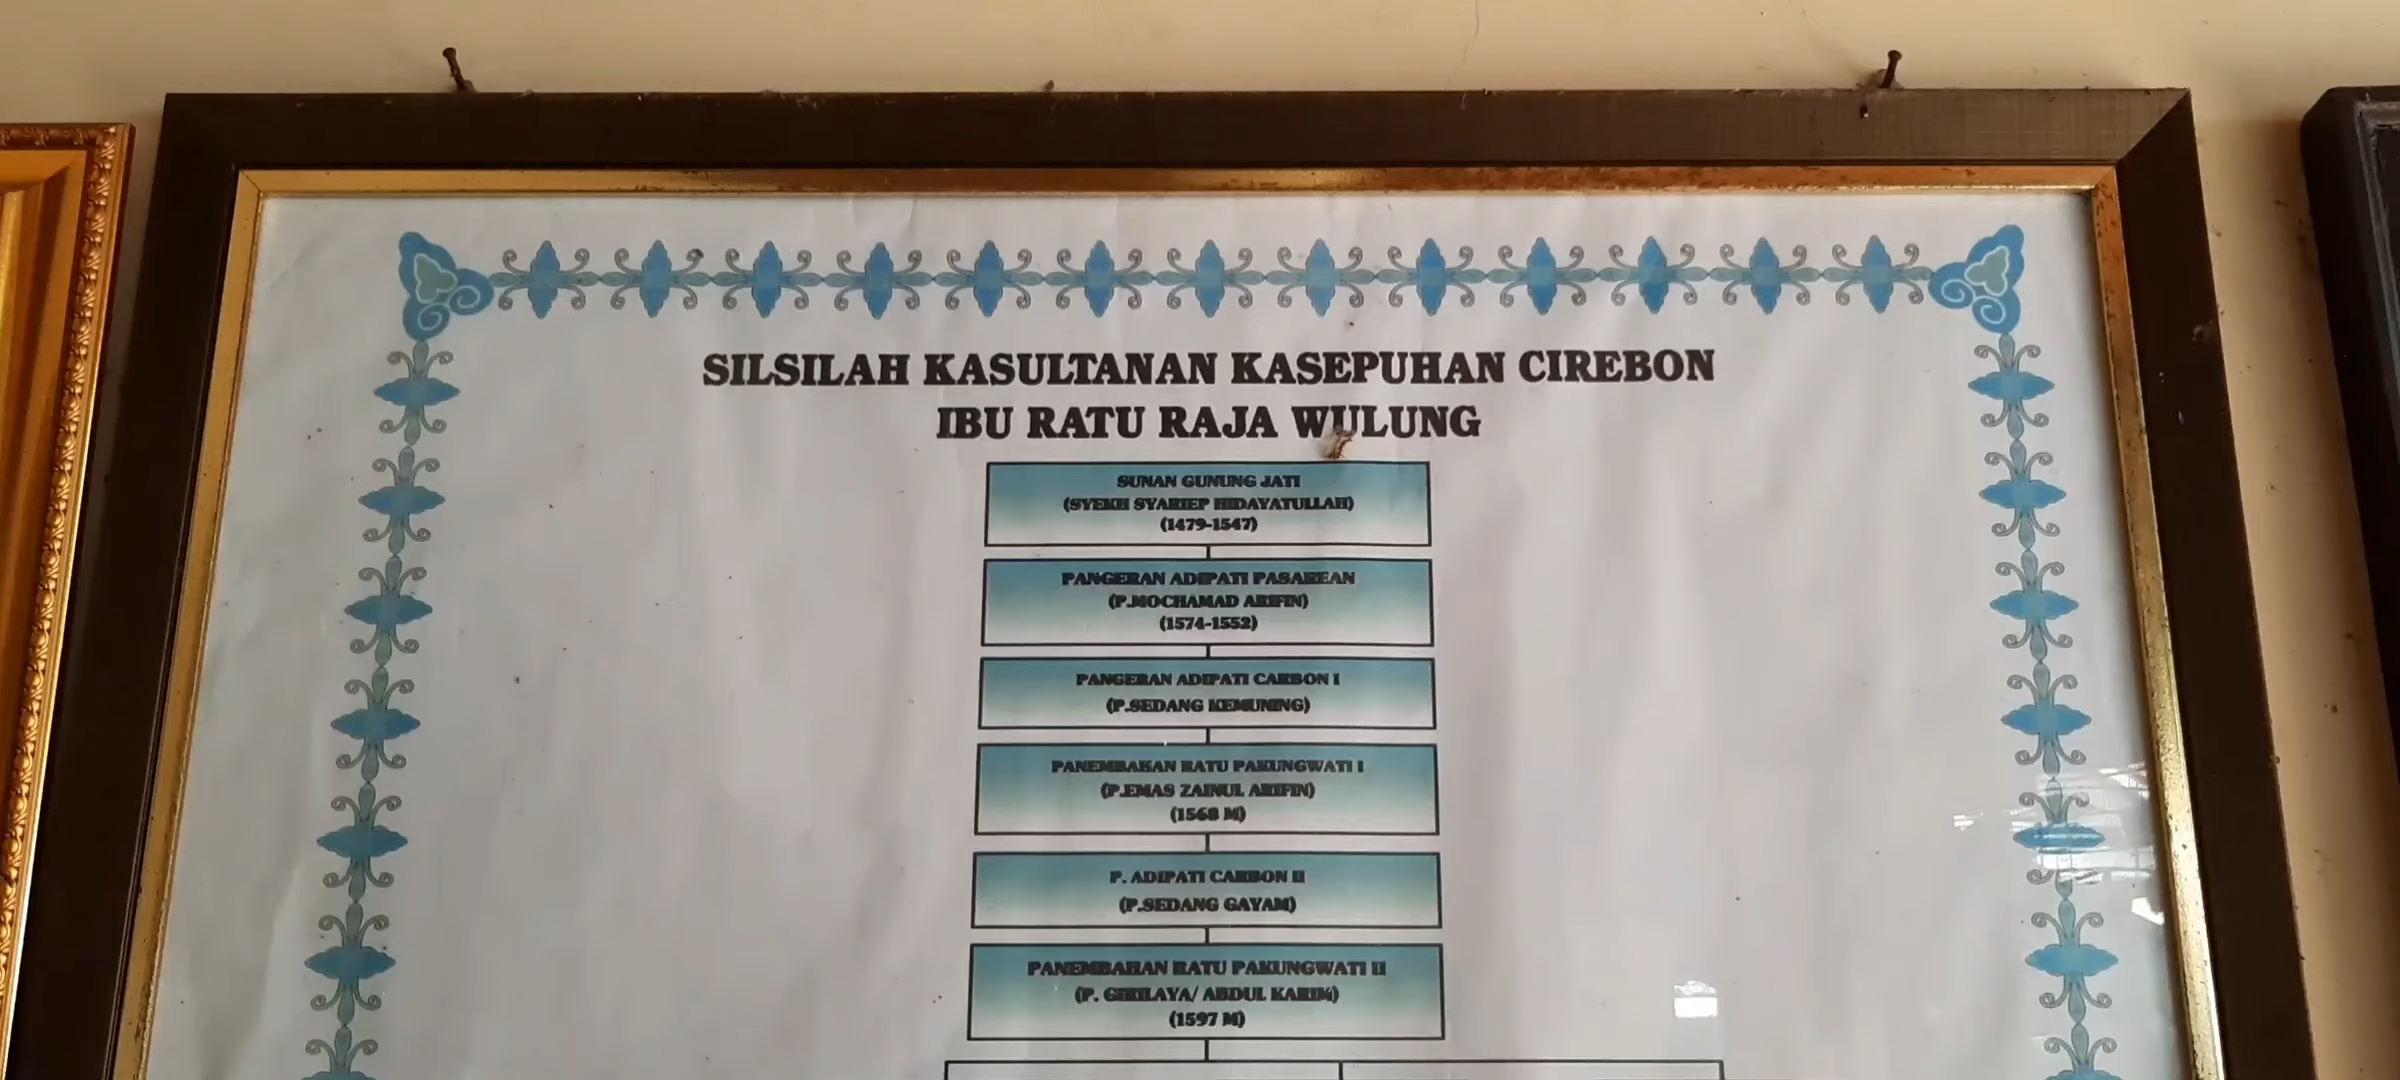 SILSILAH KASULTANAN KASEPUHAN CIREBON
IBU RATU RAJA WULUNG
SUNAN GUNUNG JATI
(SYEKH SYARIEP HIDAYATULLAH)
(1479-1547)
PANGERAN ADIPATI PASAREAN
(P.MOCHAMAD ARIFIN)
(1574-1552)
PANGERAN ADIPATI CARBON I
(P.SEDANG KEMUNING)
PANEMBAHAN RATU PAKUNGWATI I
(P.EMAS ZAINUL ARIFIN)
(1568 M)
P. ADIPATI CARBON II
(P.SEDANG GAYAM)
PANEMBAHAN RATU PAKUNGWATI II
(P. GIRILAYA/ ABDUL KARIM)
(1597 M)